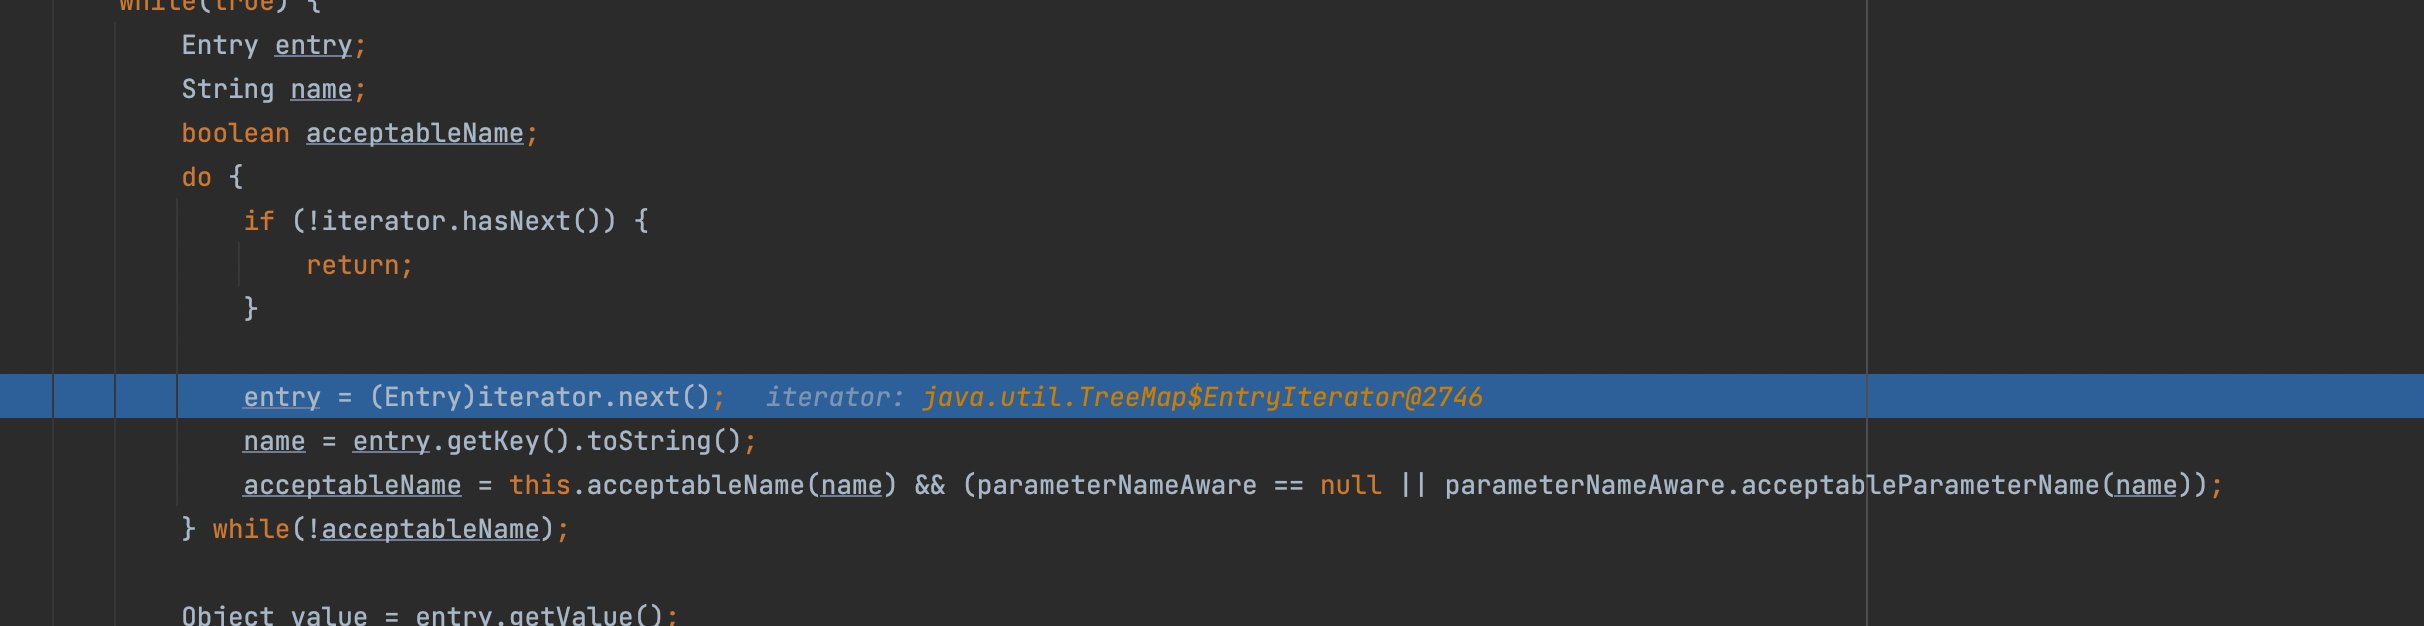 while(true) {
Entry entry;
String name;
boolean acceptableName;
do {
if (!iterator.hasNext()) {
return;
}
entry = (Entry)iterator.next(); iterator: java.util.TreeMap$EntryIterator@2746
name = entry.getKey().toString();
acceptableName = this.acceptableName(name) && (parameterNameAware == null || parameterNameAware.acceptableParameterName(name));
} while(!acceptableName);
Object value = entry.getValue();